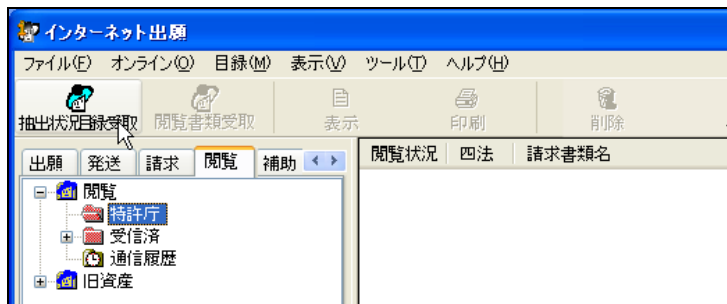 インターネット出願
ファイル(F) オンライン(O) 目録(M) 表示(V) ツール(T) ヘルプ(H)
抽出状況目録受取 閲覧書類受取 表示 印刷 削除
出願 発送 請求 閲覧 補助
閲覧状況 四法 請求書類名
閲覧
特許庁
受信済
通信履歴
旧資産